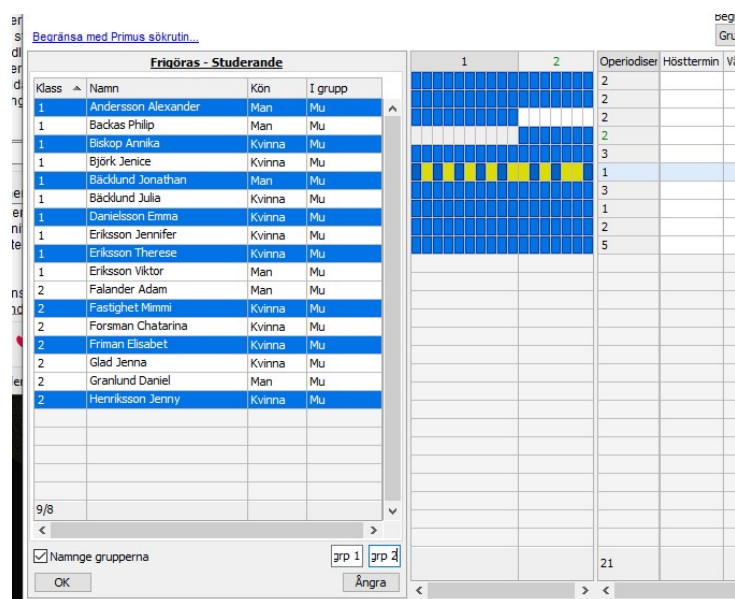 Begränsa med Primus sökrutin...
Gru
Frigöras - Studerande
1 2 Operiodiser Hösttermin Vå
Klass Namn Kön I grupp
1 Andersson Alexander Man Mu
1 Backas Philip Man Mu
1 Biskop Annika Kvinna Mu
1 Björk Jenice Kvinna Mu
1 Bäcklund Jonathan Man Mu
1 Bäcklund Julia Kvinna Mu
1 Danielsson Emma Kvinna Mu
1 Eriksson Jennifer Kvinna Mu
1 Eriksson Therese Kvinna Mu
1 Eriksson Viktor Man Mu
2 Falander Adam Man Mu
2 Fastighet Mimmi Kvinna Mu
2 Forsman Chatarina Kvinna Mu
2 Friman Elisabet Kvinna Mu
2 Glad Jenna Kvinna Mu
2 Granlund Daniel Man Mu
2 Henriksson Jenny Kvinna Mu
9/8
2
2
2
2
3
1
3
1
2
5
21
Namnge grupperna grp 1 grp 2
OK Ångra